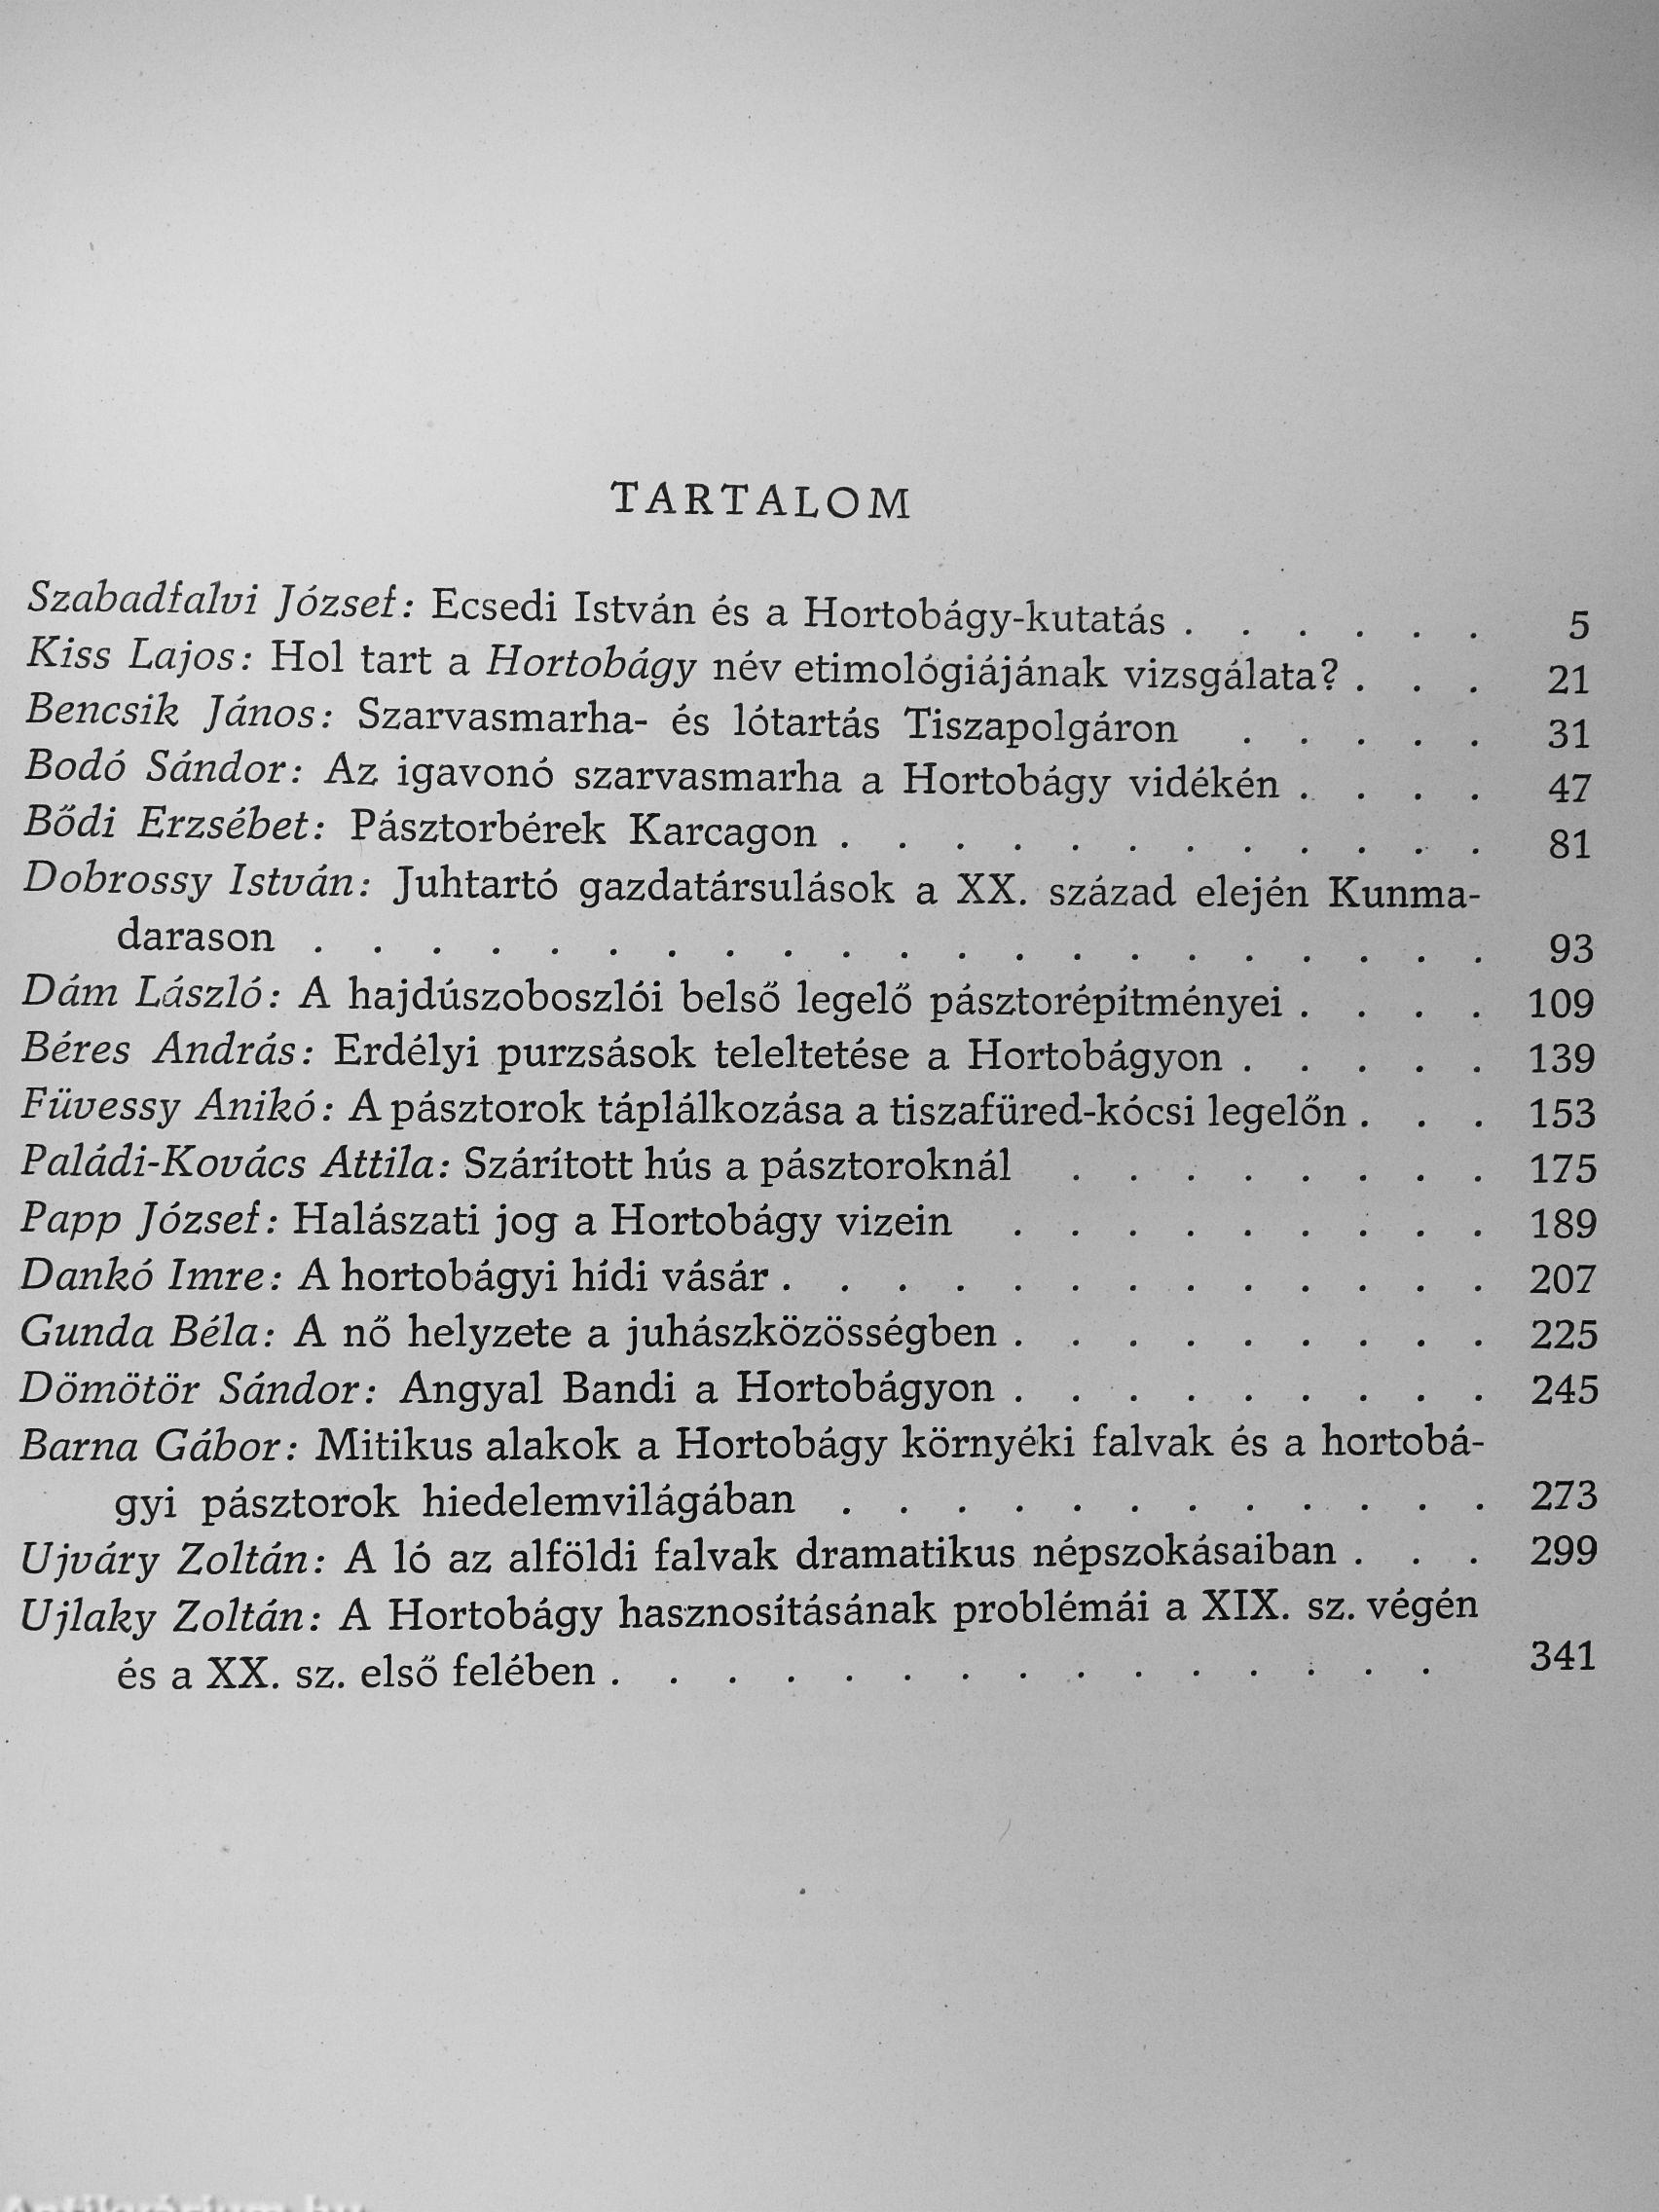 TARTALOM
Szabadfalvi József: Ecsedi István és a Hortobágy-kutatás . . . . . . 5
Kiss Lajos: Hol tart a Hortobágy név etimológiájának vizsgálata? . . . 21
Bencsik János: Szarvasmarha- és lótartás Tiszapolgáron . . . . . 31
Bodó Sándor: Az igavonó szarvasmarha a Hortobágy vidékén . . . . 47
Bődi Erzsébet: Pásztorbérek Karcagon . . . . . . . . . . . . 81
Dobrossy István: Juhtartó gazdatársulások a XX. század elején Kunma-
darason . . . . . . . . . . . . . . . . . . . . . 93
Dám László: A hajdúszoboszlói belső legelő pásztorépítményei . . . . 109
Béres András: Erdélyi purzsások teleltetése a Hortobágyon . . . . . 139
Füvessy Anikó: A pásztorok táplálkozása a tiszafüred-kócsi legelőn . . . 153
Paládi-Kovács Attila: Szárított hús a pásztoroknál . . . . . . . . 175
Papp József: Halászati jog a Hortobágy vizein . . . . . . . . . 189
Dankó Imre: A hortobágyi hídi vásár . . . . . . . . . . . . . 207
Gunda Béla: A nő helyzete a juhászközösségben . . . . . . . . . 225
Dömötör Sándor: Angyal Bandi a Hortobágyon . . . . . . . . . 245
Barna Gábor: Mitikus alakok a Hortobágy környéki falvak és a hortobá-
gyi pásztorok hiedelemvilágában . . . . . . . . . . . . 273
Ujváry Zoltán: A ló az alföldi falvak dramatikus népszokásaiban . . . 299
Ujlaky Zoltán: A Hortobágy hasznosításának problémái a XIX. sz. végén
és a XX. sz. első felében . . . . . . . . . . . . . . . 341